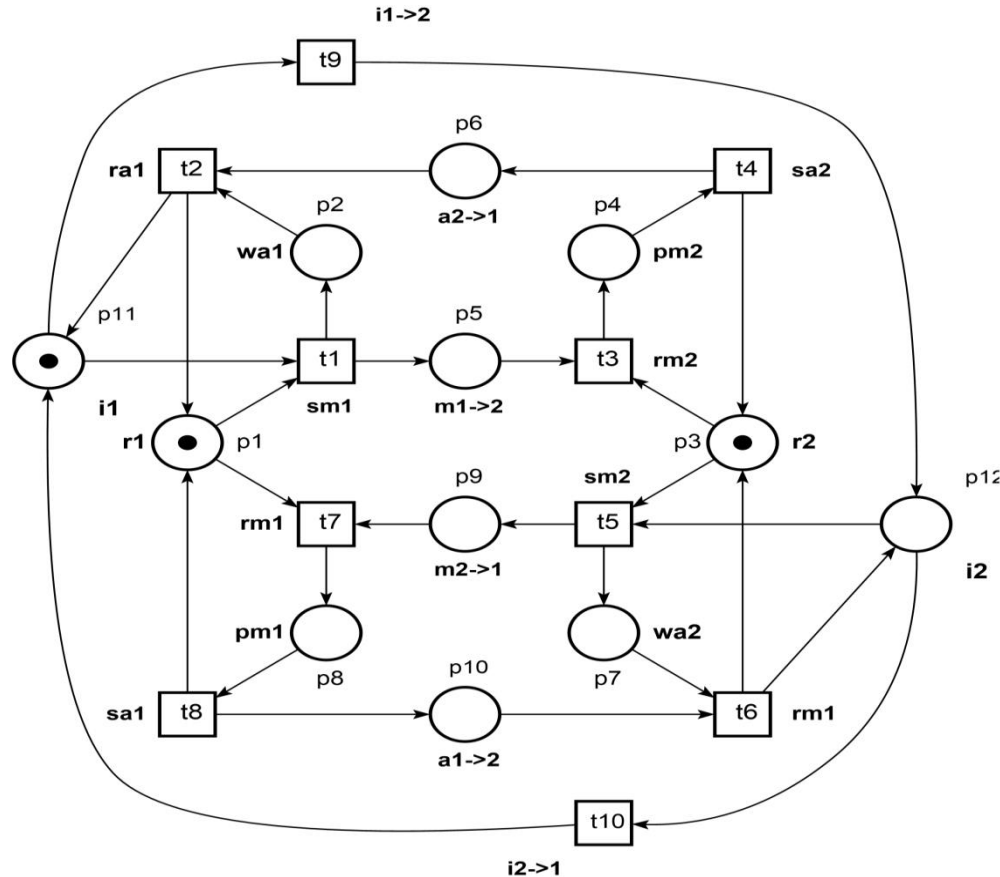 i1->2
t9
p6
ra1 t2 t4 sa2
p2 a2->1 p4
wa1 pm2
p11 p5
t1 t3 rm2
i1 sm1 m1->2
r1 p1 p3 r2
p9 sm2 p12
rm1 t7 t5
m2->1 i2
pm1 wa2
p8 p10 p7
sa1 t8 t6 rm1
a1->2
t10
i2->1